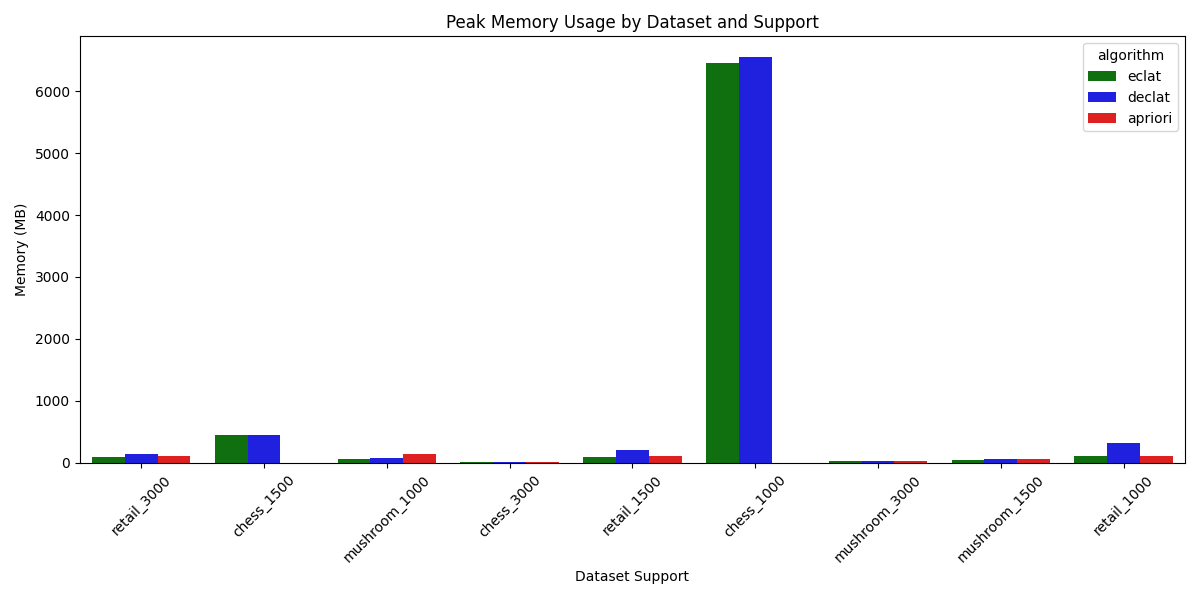 Peak Memory Usage by Dataset and Support
algorithm
eclat
declat
apriori
Memory (MB)
6000
5000
4000
3000
2000
1000
0
retail_3000
chess_1500
mushroom_1000
chess_3000
retail_1500
chess_1000
mushroom_3000
mushroom_1500
retail_1000
Dataset Support